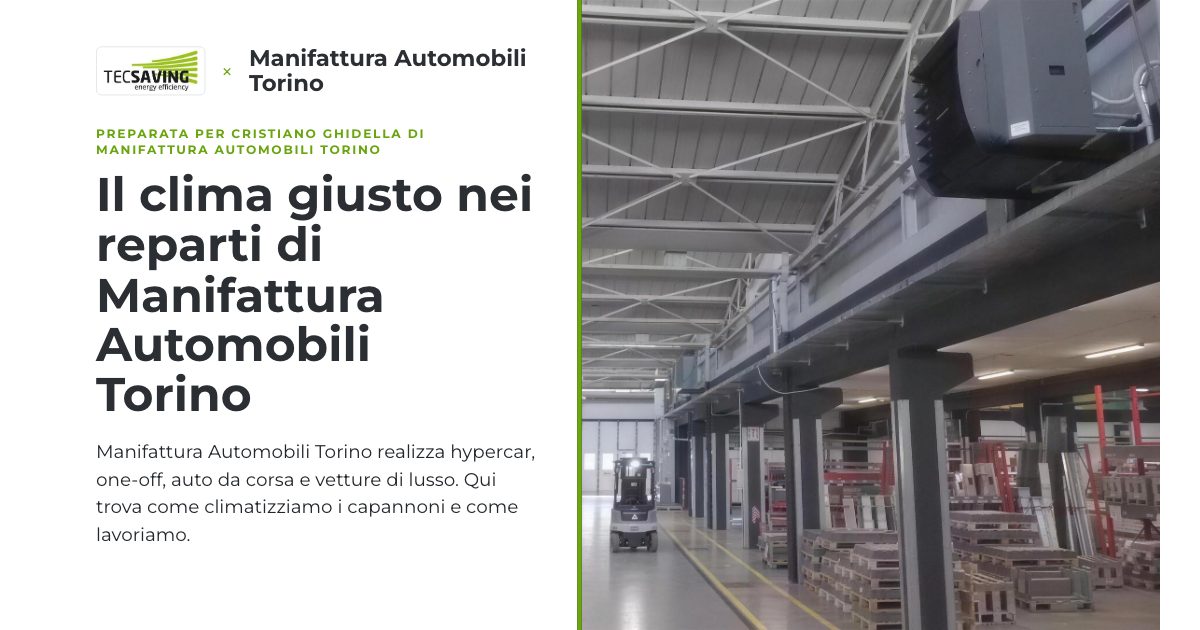 TECSAVING
energy efficiency
×
Manifattura Automobili
Torino
PREPARATA PER CRISTIANO GHIDELLA DI
MANIFATTURA AUTOMOBILI TORINO
Il clima giusto nei
reparti di
Manifattura
Automobili
Torino
Manifattura Automobili Torino realizza hypercar,
one-off, auto da corsa e vetture di lusso. Qui
trova come climatizziamo i capannoni e come
lavoriamo.